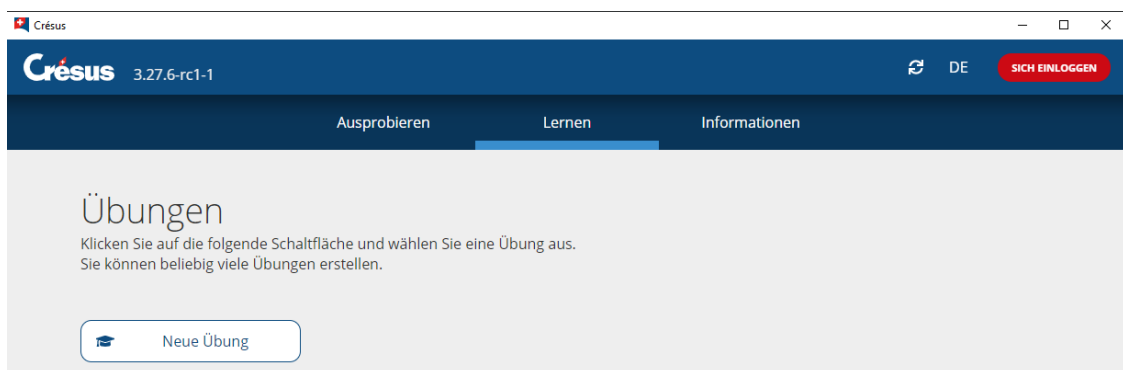 Crésus
Crésus 3.27.6-rc1-1
DE
SICH EINLOGGEN
Ausprobieren
Lernen
Informationen
Übungen
Klicken Sie auf die folgende Schaltfläche und wählen Sie eine Übung aus.
Sie können beliebig viele Übungen erstellen.
Neue Übung